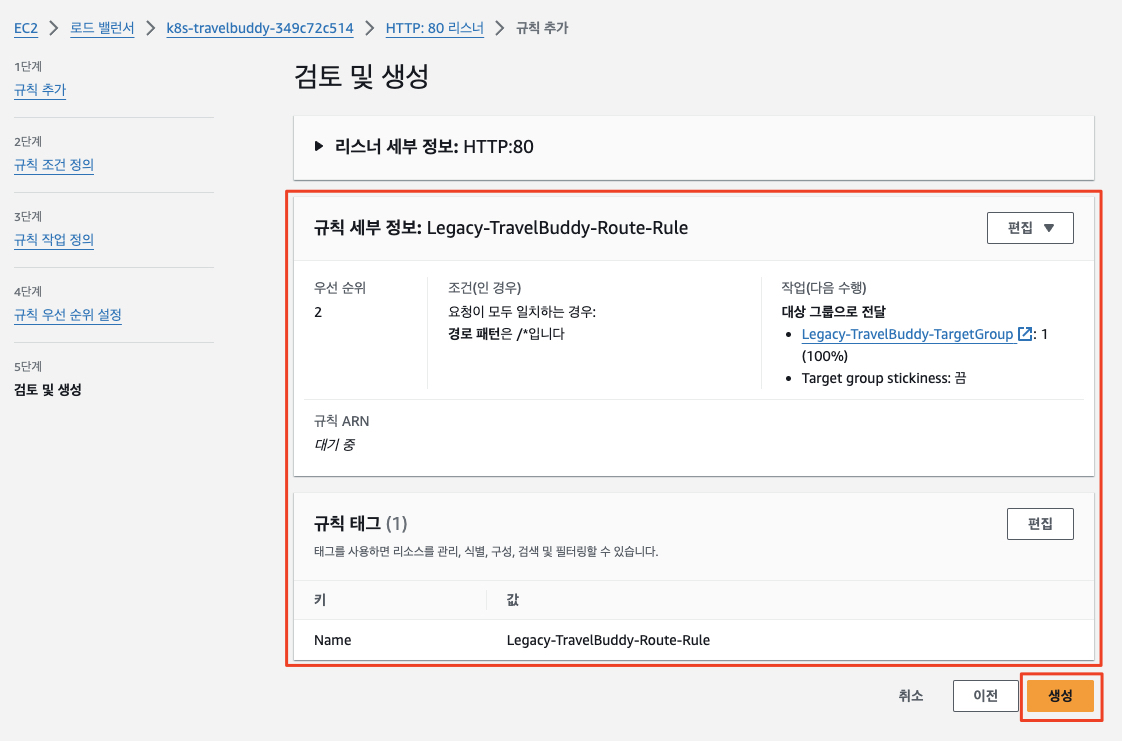 EC2 > 로드 밸런서 > k8s-travelbuddy-349c72c514 > HTTP: 80 리스너 > 규칙 추가
1단계
규칙 추가
2단계
규칙 조건 정의
3단계
규칙 작업 정의
4단계
규칙 우선 순위 설정
5단계
검토 및 생성
검토 및 생성
리스너 세부 정보: HTTP:80
규칙 세부 정보: Legacy-TravelBuddy-Route-Rule
편집
우선 순위
2
조건(인 경우)
요청이 모두 일치하는 경우:
경로 패턴은 /*입니다
작업(다음 수행)
대상 그룹으로 전달
• Legacy-TravelBuddy-TargetGroup : 1
(100%)
• Target group stickiness: 끔
규칙 ARN
대기 중
규칙 태그 (1)
편집
태그를 사용하면 리소스를 관리, 식별, 구성, 검색 및 필터링할 수 있습니다.
키 값
Name Legacy-TravelBuddy-Route-Rule
취소 이전 생성